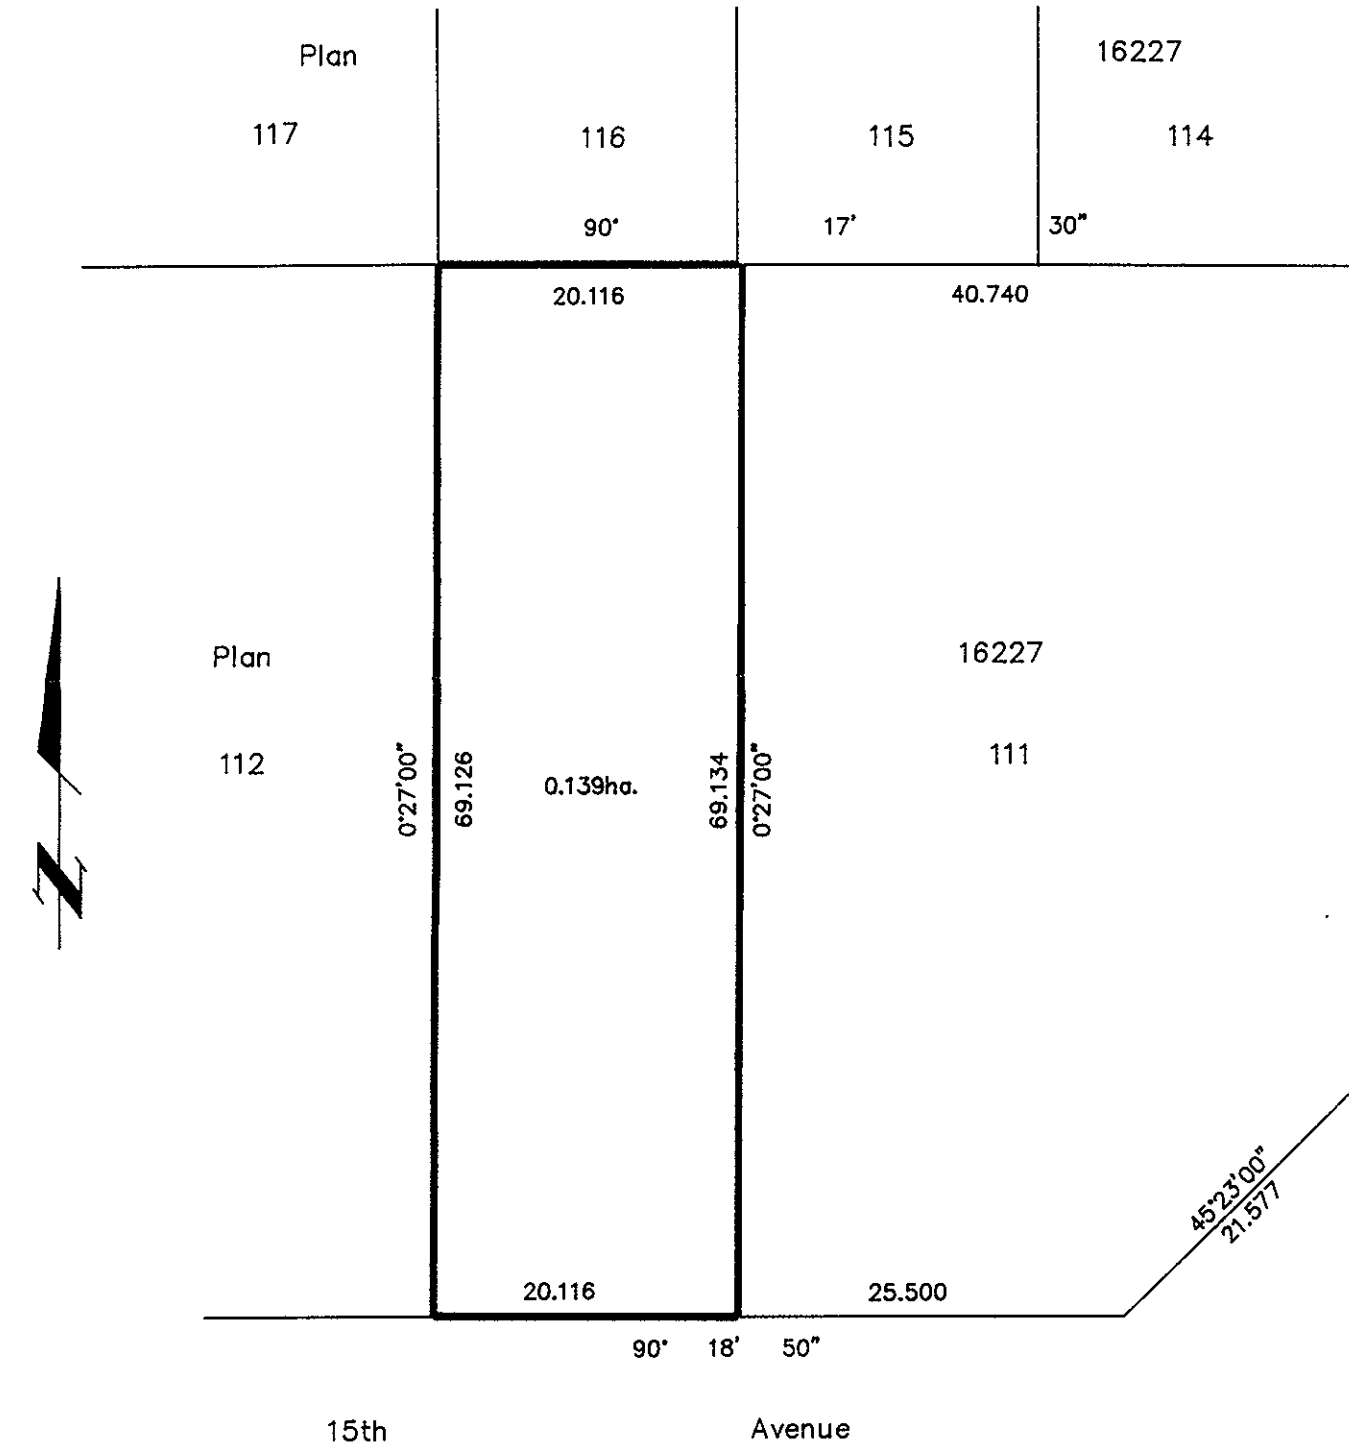 Plan 16227
117 116 115 114
90° 17' 30"
20.116 40.740
Plan 16227
112 111
0°27'00" 69.126 0.139ha. 69.134 0°27'00"
N
45°23'00"
21.577
20.116 25.500
90° 18' 50"
15th Avenue